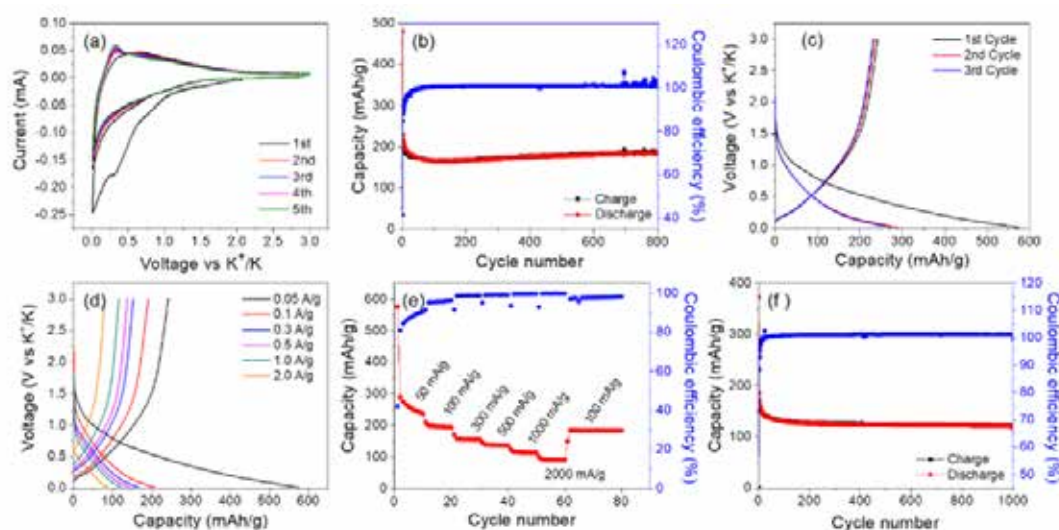 (a)
Current (mA)
0.10
0.05
0.00
-0.05
-0.10
-0.15
-0.20
-0.25
1st
2nd
3rd
4th
5th
0.0 0.5 1.0 1.5 2.0 2.5 3.0
Voltage vs K⁺/K
(b)
Capacity (mAh/g)
500
400
300
200
100
0
Charge
Discharge
0 200 400 600 800
Cycle number
120
100
80
60
40
Coulombic efficiency (%)
(c)
Voltage (V vs K⁺/K)
3.0
2.5
2.0
1.5
1.0
0.5
0.0
1st Cycle
2nd Cycle
3rd Cycle
0 100 200 300 400 500 600
Capacity (mAh/g)
(d)
Voltage (V vs K⁺/K)
3.0
2.5
2.0
1.5
1.0
0.5
0.0
0.05 A/g
0.1 A/g
0.3 A/g
0.5 A/g
1.0 A/g
2.0 A/g
0 100 200 300 400 500 600
Capacity (mAh/g)
(e)
Capacity (mAh/g)
600
500
400
300
200
100
0
50 mA/g
100 mA/g
300 mA/g
500 mA/g
1000 mA/g
2000 mA/g
100 mA/g
0 20 40 60 80
Cycle number
100
80
60
40
20
0
Coulombic efficiency (%)
(f)
Capacity (mAh/g)
400
300
200
100
0
Charge
Discharge
0 200 400 600 800 1000
Cycle number
120
110
100
90
80
70
60
50
Coulombic efficiency (%)